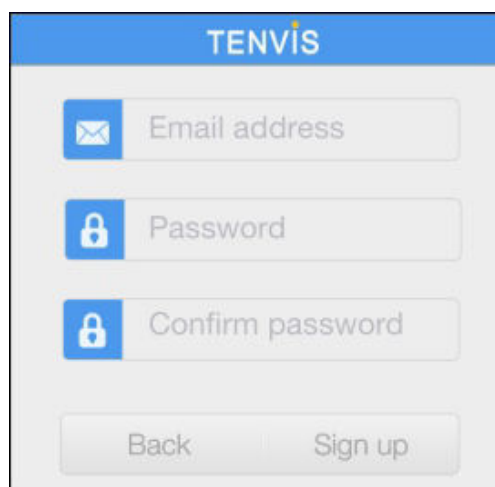 TENVIS
Email address
Password
Confirm password
Back Sign up